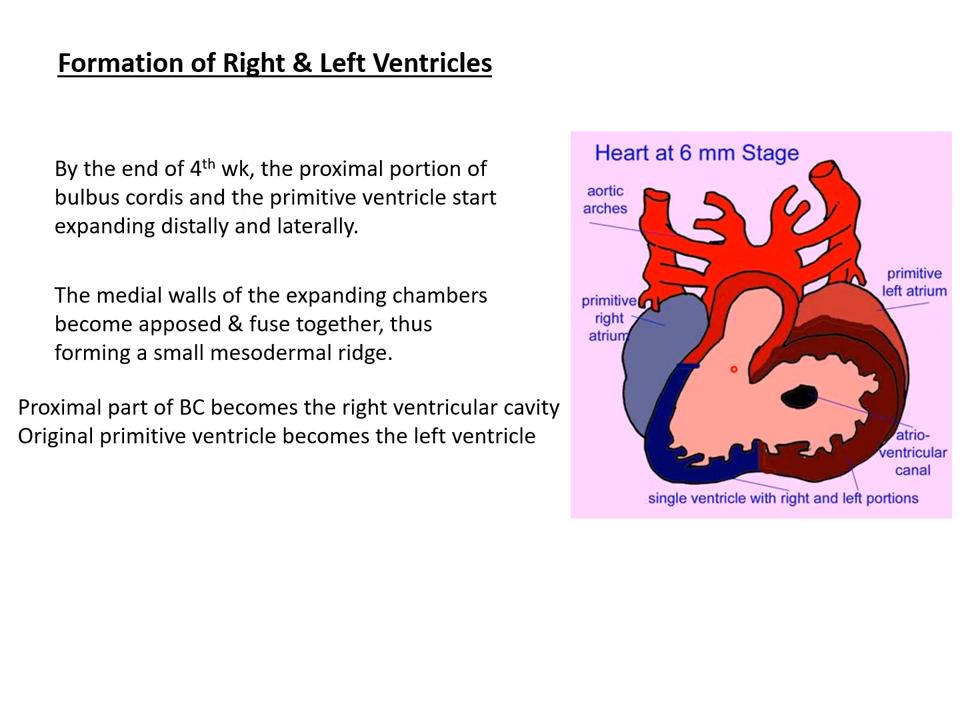 Formation of Right & Left Ventricles
By the end of 4th wk, the proximal portion of
bulbus cordis and the primitive ventricle start
expanding distally and laterally.
The medial walls of the expanding chambers
become apposed & fuse together, thus
forming a small mesodermal ridge.
Proximal part of BC becomes the right ventricular cavity
Original primitive ventricle becomes the left ventricle
Heart at 6 mm Stage
aortic
arches
primitive
left atrium
primitive
right
atrium
atrio-
ventricular
canal
single ventricle with right and left portions